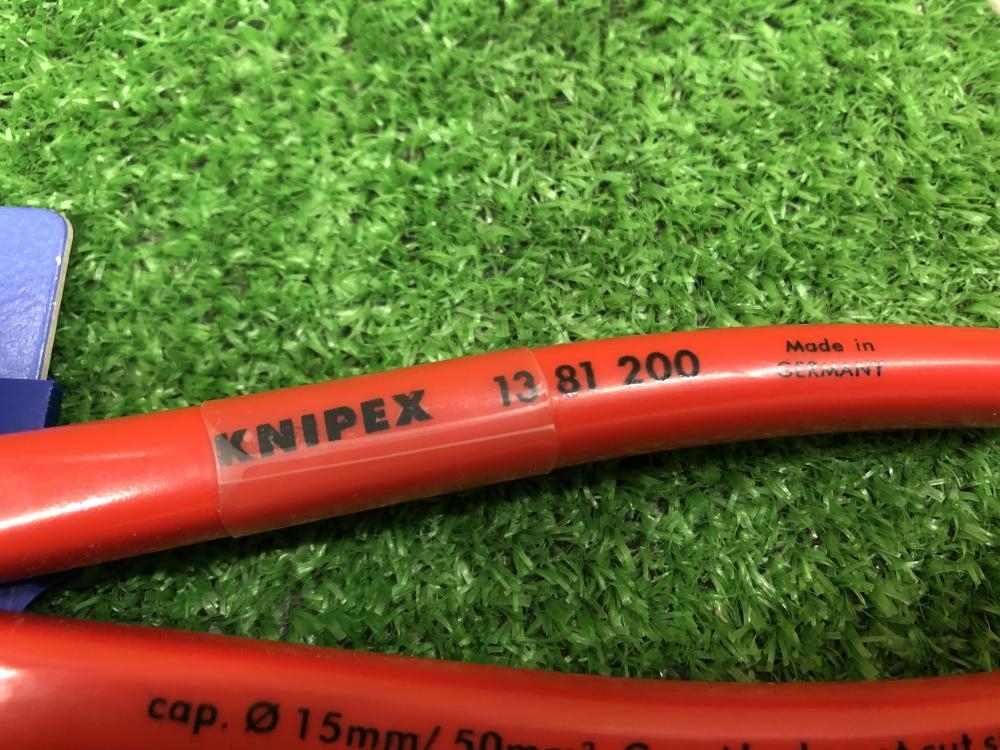 KNIPEX 13 81 200
Made in
GERMANY
cap. Ø 15mm/ 50mm²